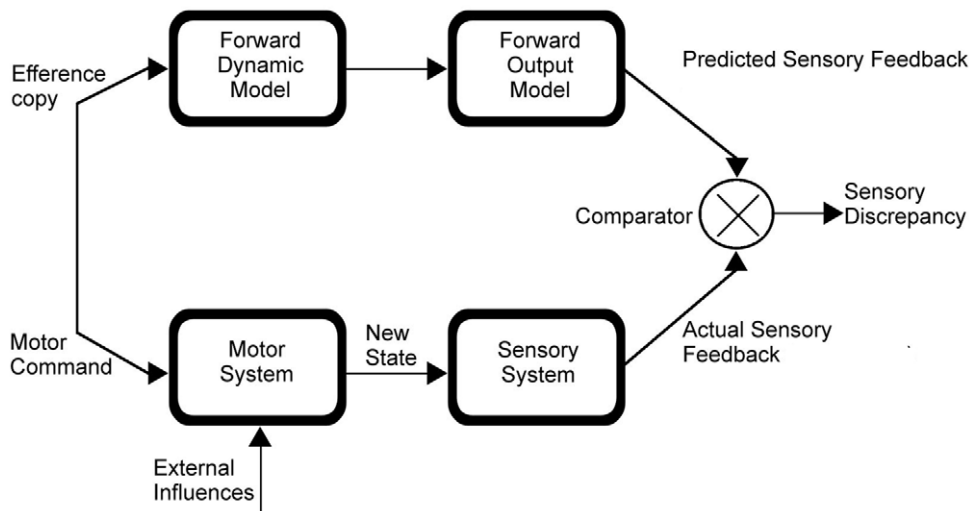 Efference
copy
Forward
Dynamic
Model
Forward
Output
Model
Predicted Sensory Feedback
Comparator
Sensory
Discrepancy
Motor
Command
Motor
System
New
State
Sensory
System
Actual Sensory
Feedback
External
Influences